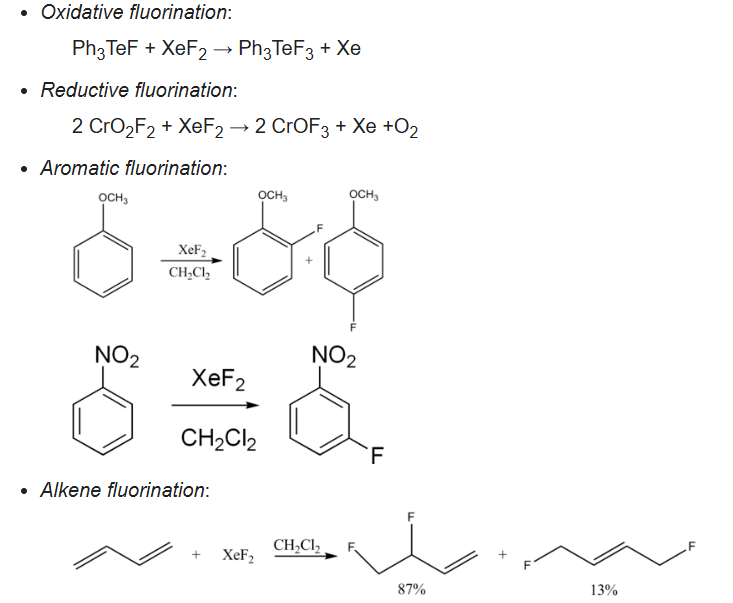 • Oxidative fluorination:
Ph₃TeF + XeF₂ → Ph₃TeF₃ + Xe
• Reductive fluorination:
2 CrO₂F₂ + XeF₂ → 2 CrOF₃ + Xe +O₂
• Aromatic fluorination:
OCH₃ OCH₃ OCH₃
XeF₂ F
CH₂Cl₂ +
F
NO₂ NO₂
XeF₂
CH₂Cl₂
F
• Alkene fluorination:
F
+ XeF₂ CH₂Cl₂ F + F F
87% 13%